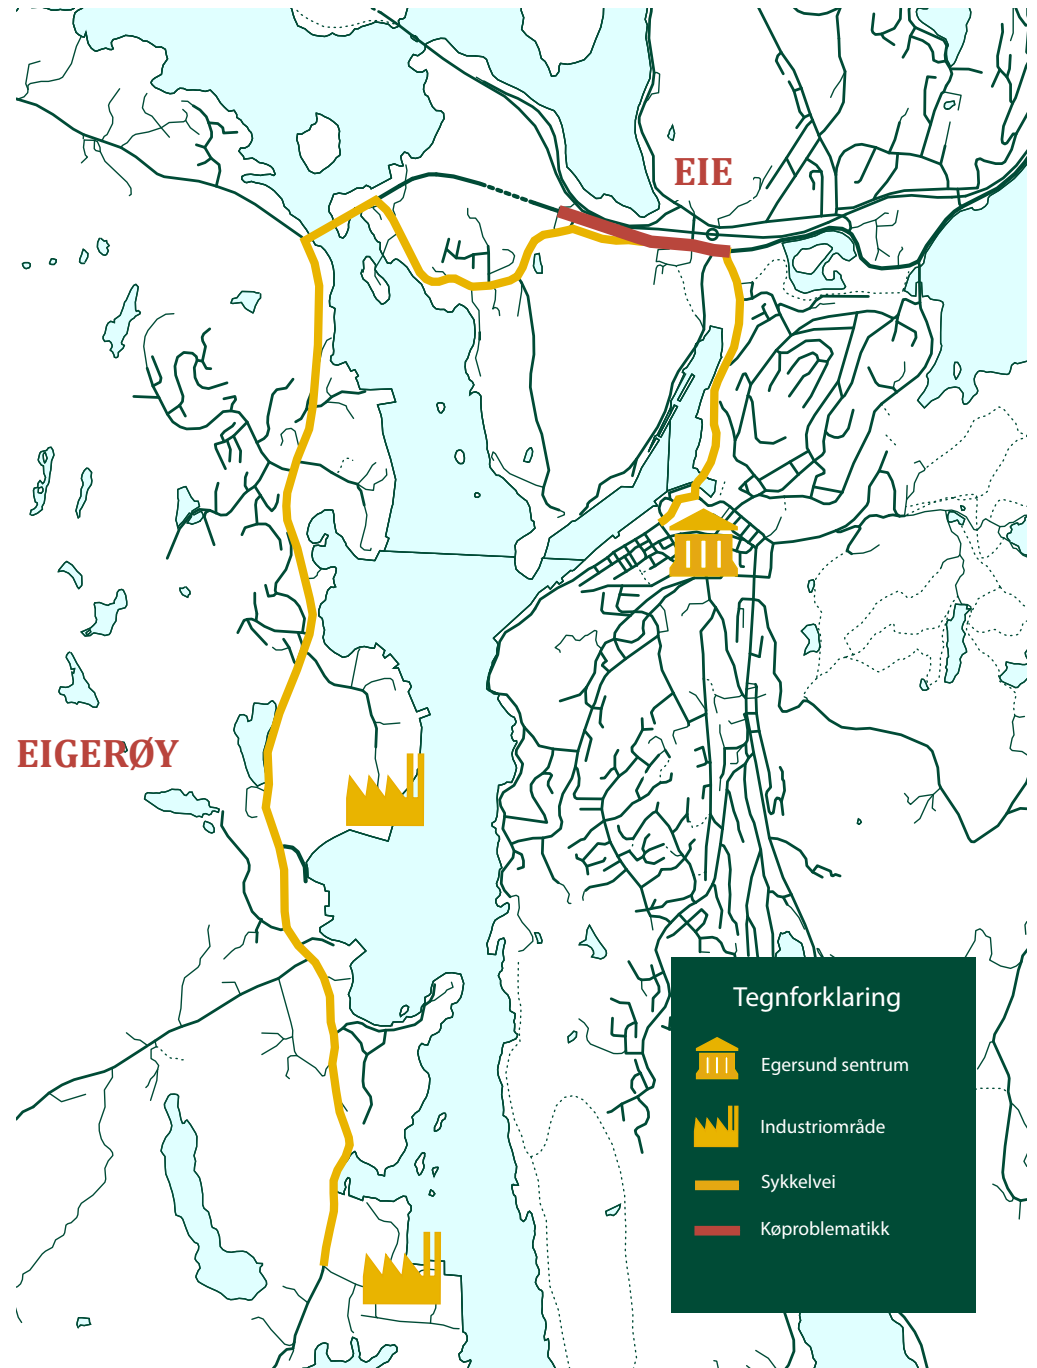 EIE
EIGERØY
Tegnforklaring
Egersund sentrum
Industriområde
Sykkelvei
Køproblematikk